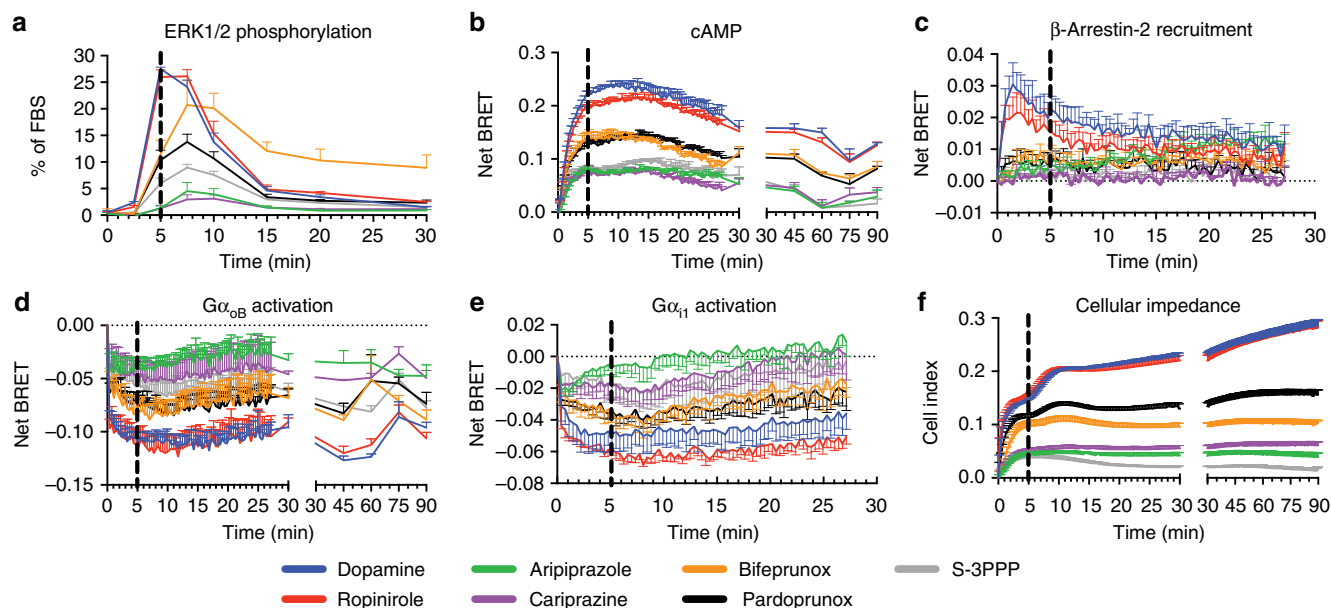 a
ERK1/2 phosphorylation
% of FBS
30
25
20
15
10
5
0
0 5 10 15 20 25 30
Time (min)
b
cAMP
Net BRET
0.3
0.2
0.1
0.0
0 5 10 15 20 25 30 30 45 60 75 90
Time (min)
c
β-Arrestin-2 recruitment
Net BRET
0.04
0.03
0.02
0.01
0.00
−0.01
0 5 10 15 20 25 30
Time (min)
d
GαoB activation
Net BRET
0.00
−0.05
−0.10
−0.15
0 5 10 15 20 25 30 30 45 60 75 90
Time (min)
e
Gαi1 activation
Net BRET
0.02
0.00
−0.02
−0.04
−0.06
−0.08
0 5 10 15 20 25 30
Time (min)
f
Cellular impedance
Cell index
0.3
0.2
0.1
0.0
0 5 10 15 20 25 30 30 45 60 75 90
Time (min)
Dopamine Aripiprazole Bifeprunox S-3PPP
Ropinirole Cariprazine Pardoprunox